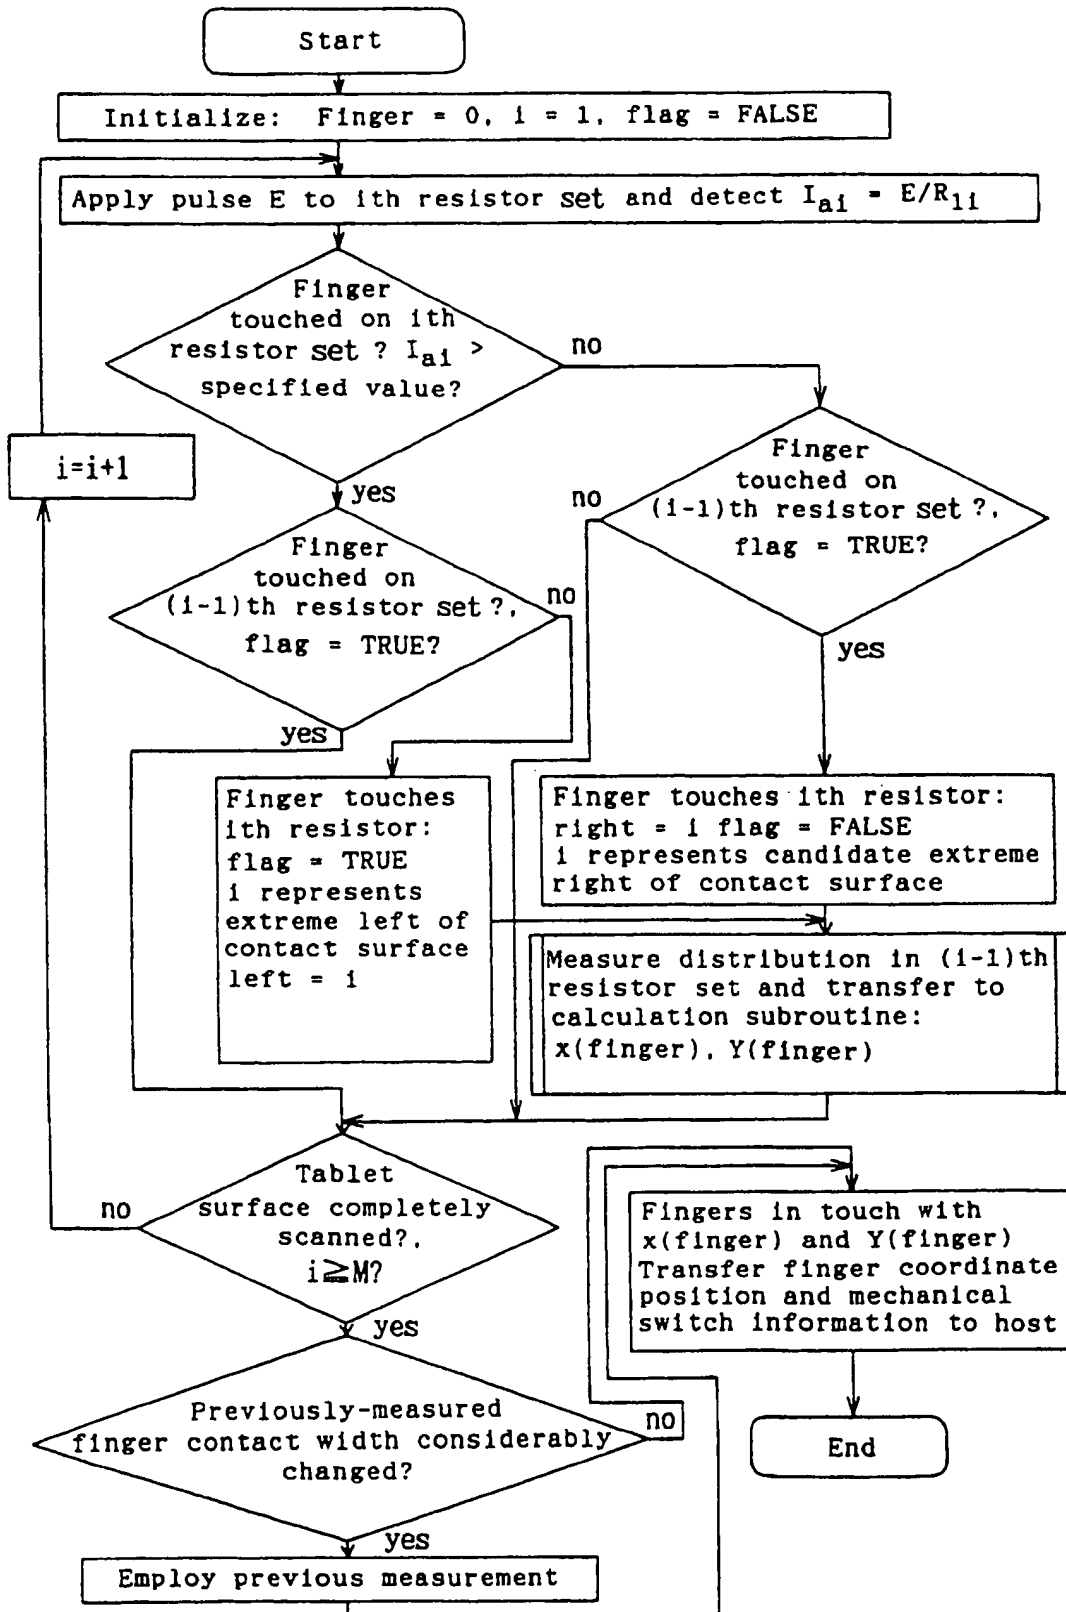 Start
Initialize: Finger = 0, i = 1, flag = FALSE
Apply pulse E to ith resistor set and detect Iai = E/R1i
Finger
touched on ith
resistor set ? Iai >
specified value?
no
yes
i=i+1
Finger
touched on
(i-1)th resistor set ?,
flag = TRUE?
no
yes
Finger
touched on
(i-1)th resistor set ?,
flag = TRUE?
no
yes
Finger touches
ith resistor:
flag = TRUE
i represents
extreme left of
contact surface
left = i
Finger touches ith resistor:
right = i flag = FALSE
i represents candidate extreme
right of contact surface
Measure distribution in (i-1)th
resistor set and transfer to
calculation subroutine:
x(finger), Y(finger)
Tablet
surface completely
scanned?,
i≧M?
no
yes
Fingers in touch with
x(finger) and Y(finger)
Transfer finger coordinate
position and mechanical
switch information to host
Previously-measured
finger contact width considerably
changed?
no
yes
End
Employ previous measurement